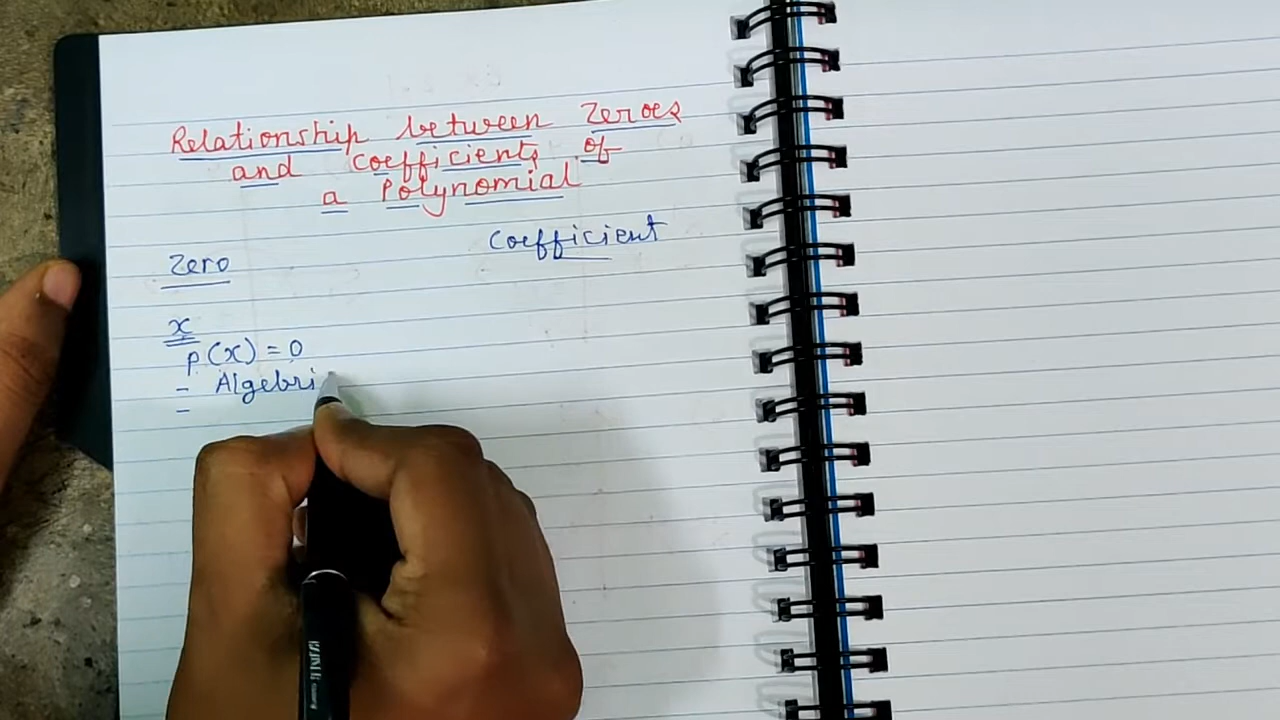 Relationship between Zeroes
and Coefficients of
a Polynomial
Zero
Coefficient
x
P(x) = 0
- Algebri
-